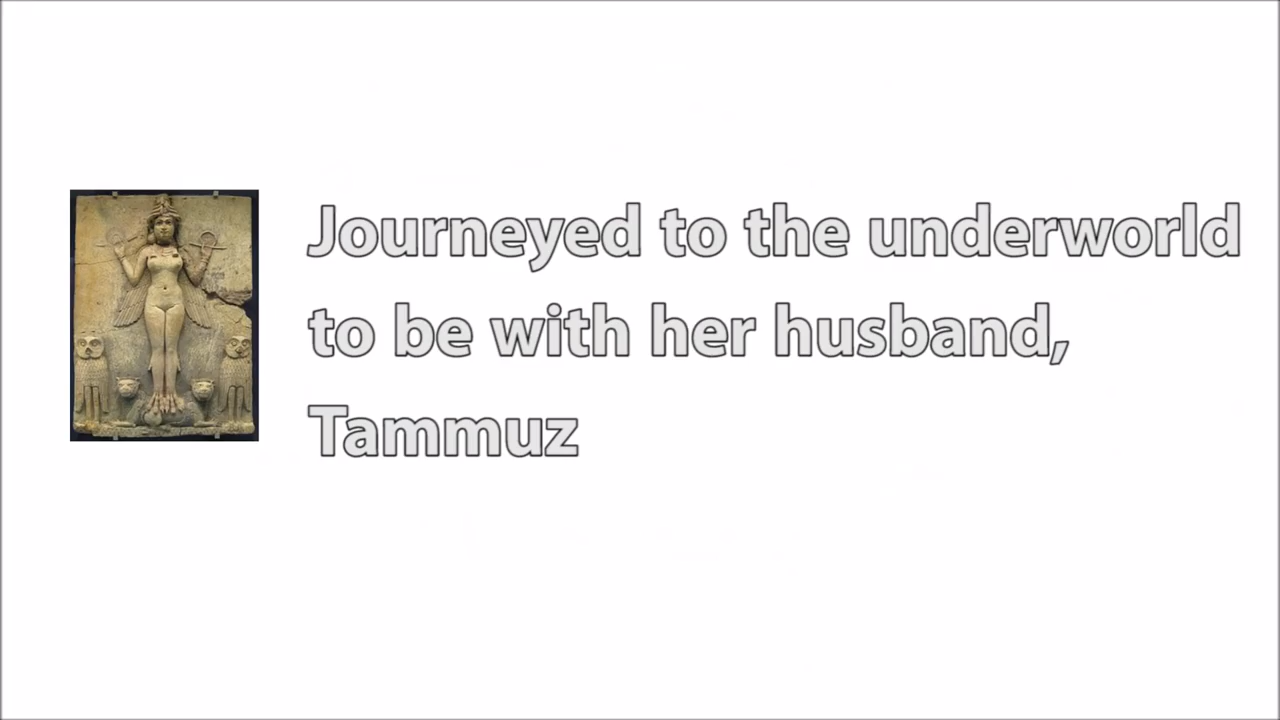 Journeyed to the underworld
to be with her husband,
Tammuz